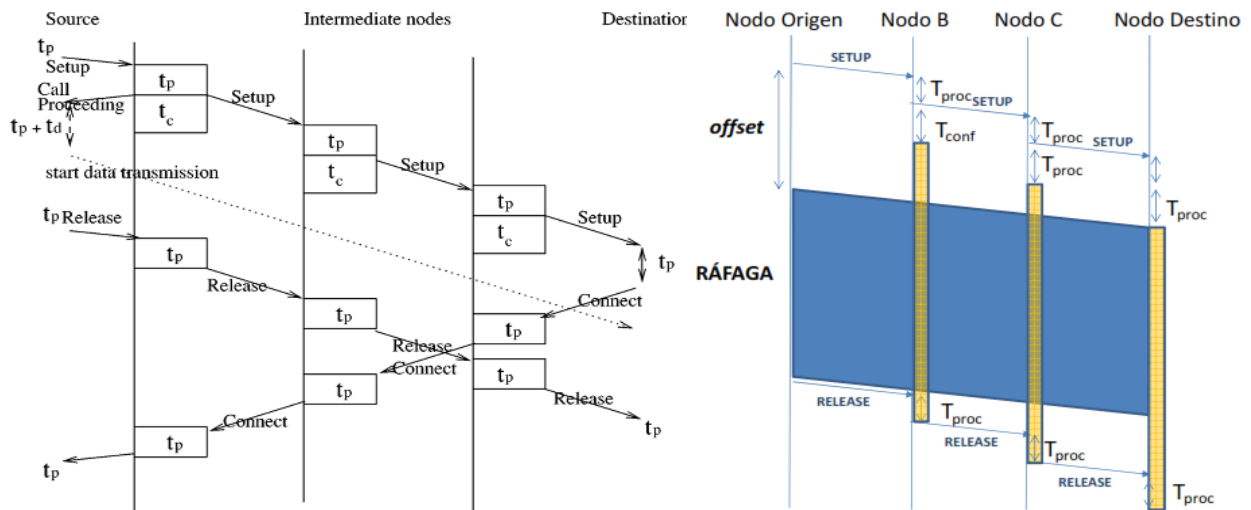 Source
Intermediate nodes
Destination
tp
Setup
Call
Proceeding
tp + td
tp
tc
Setup
tp
tc
Setup
tp
tc
Setup
tp
start data transmission
tp
Release
tp
Release
tp
Release
tp
Release
tp
Connect
tp
Connect
tp
Connect
tp
tp
Nodo Origen
Nodo B
Nodo C
Nodo Destino
SETUP
Tproc
SETUP
Tproc
SETUP
offset
Tconf
Tproc
Tproc
RÁFAGA
RELEASE
Tproc
RELEASE
Tproc
RELEASE
Tproc